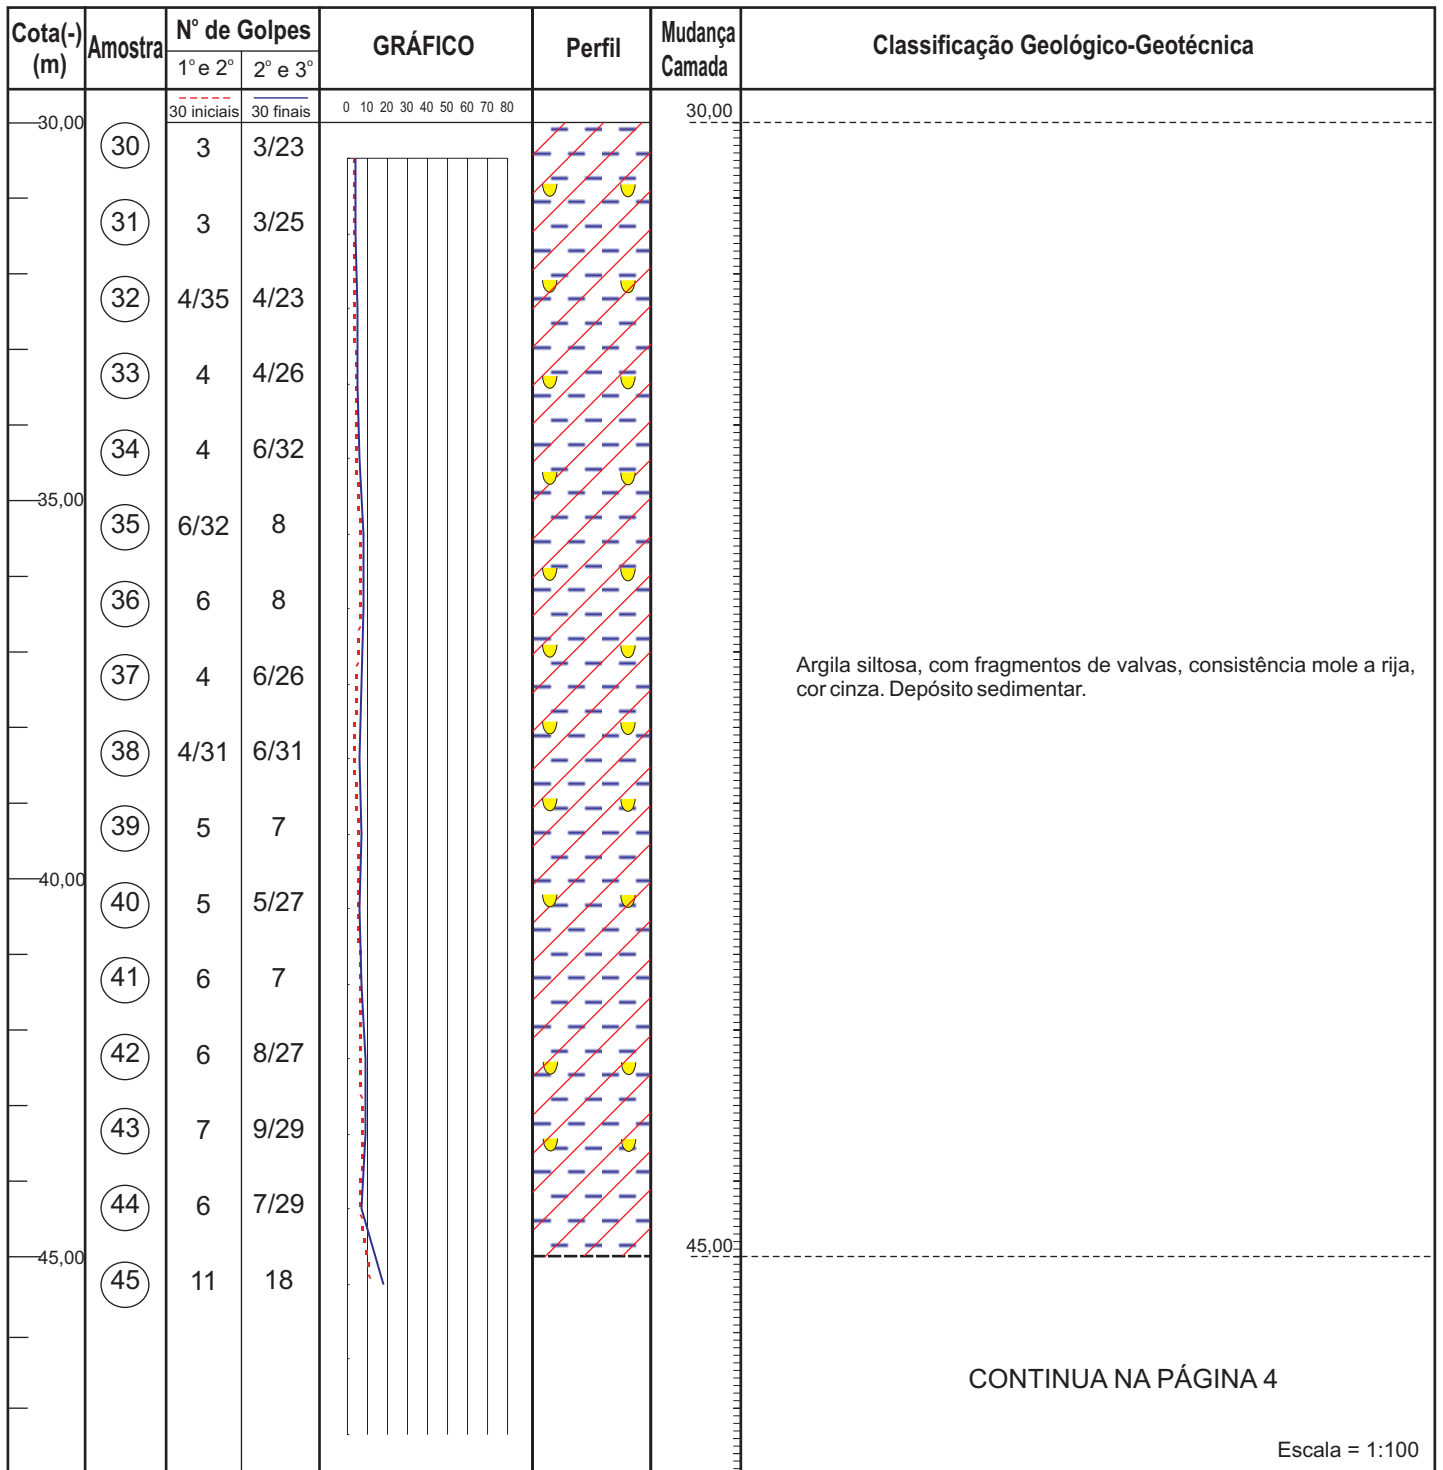 Cota(-) (m) Amostra N° de Golpes GRÁFICO Perfil Mudança Camada Classificação Geológico-Geotécnica
1° e 2° 2° e 3°
30 iniciais 30 finais 0 10 20 30 40 50 60 70 80
30,00 30,00
30 3 3/23
31 3 3/25
32 4/35 4/23
33 4 4/26
34 4 6/32
35,00
35 6/32 8
36 6 8
37 4 6/26
Argila siltosa, com fragmentos de valvas, consistência mole a rija,
cor cinza. Depósito sedimentar.
38 4/31 6/31
39 5 7
40,00
40 5 5/27
41 6 7
42 6 8/27
43 7 9/29
44 6 7/29
45,00 45,00
45 11 18
CONTINUA NA PÁGINA 4
Escala = 1:100